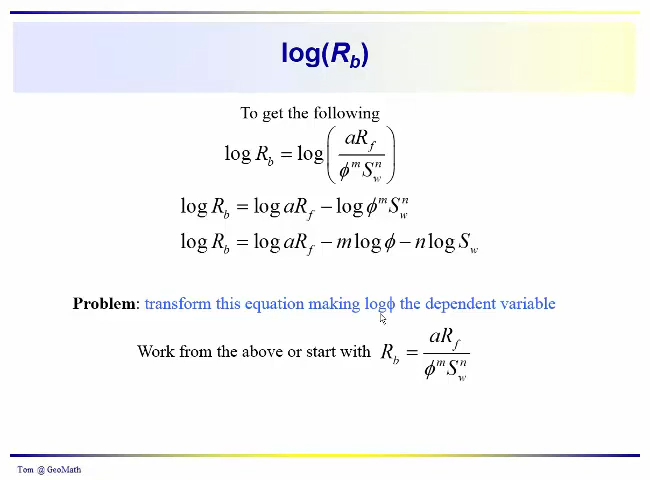 log(R_b)
To get the following
log R_b = log( aR_f / ϕ^m S_w^n )
log R_b = log aR_f − log ϕ^m S_w^n
log R_b = log aR_f − m log ϕ − n log S_w
Problem: transform this equation making logϕ the dependent variable
Work from the above or start with R_b = aR_f / ϕ^m S_w^n
Tom @ GeoMath